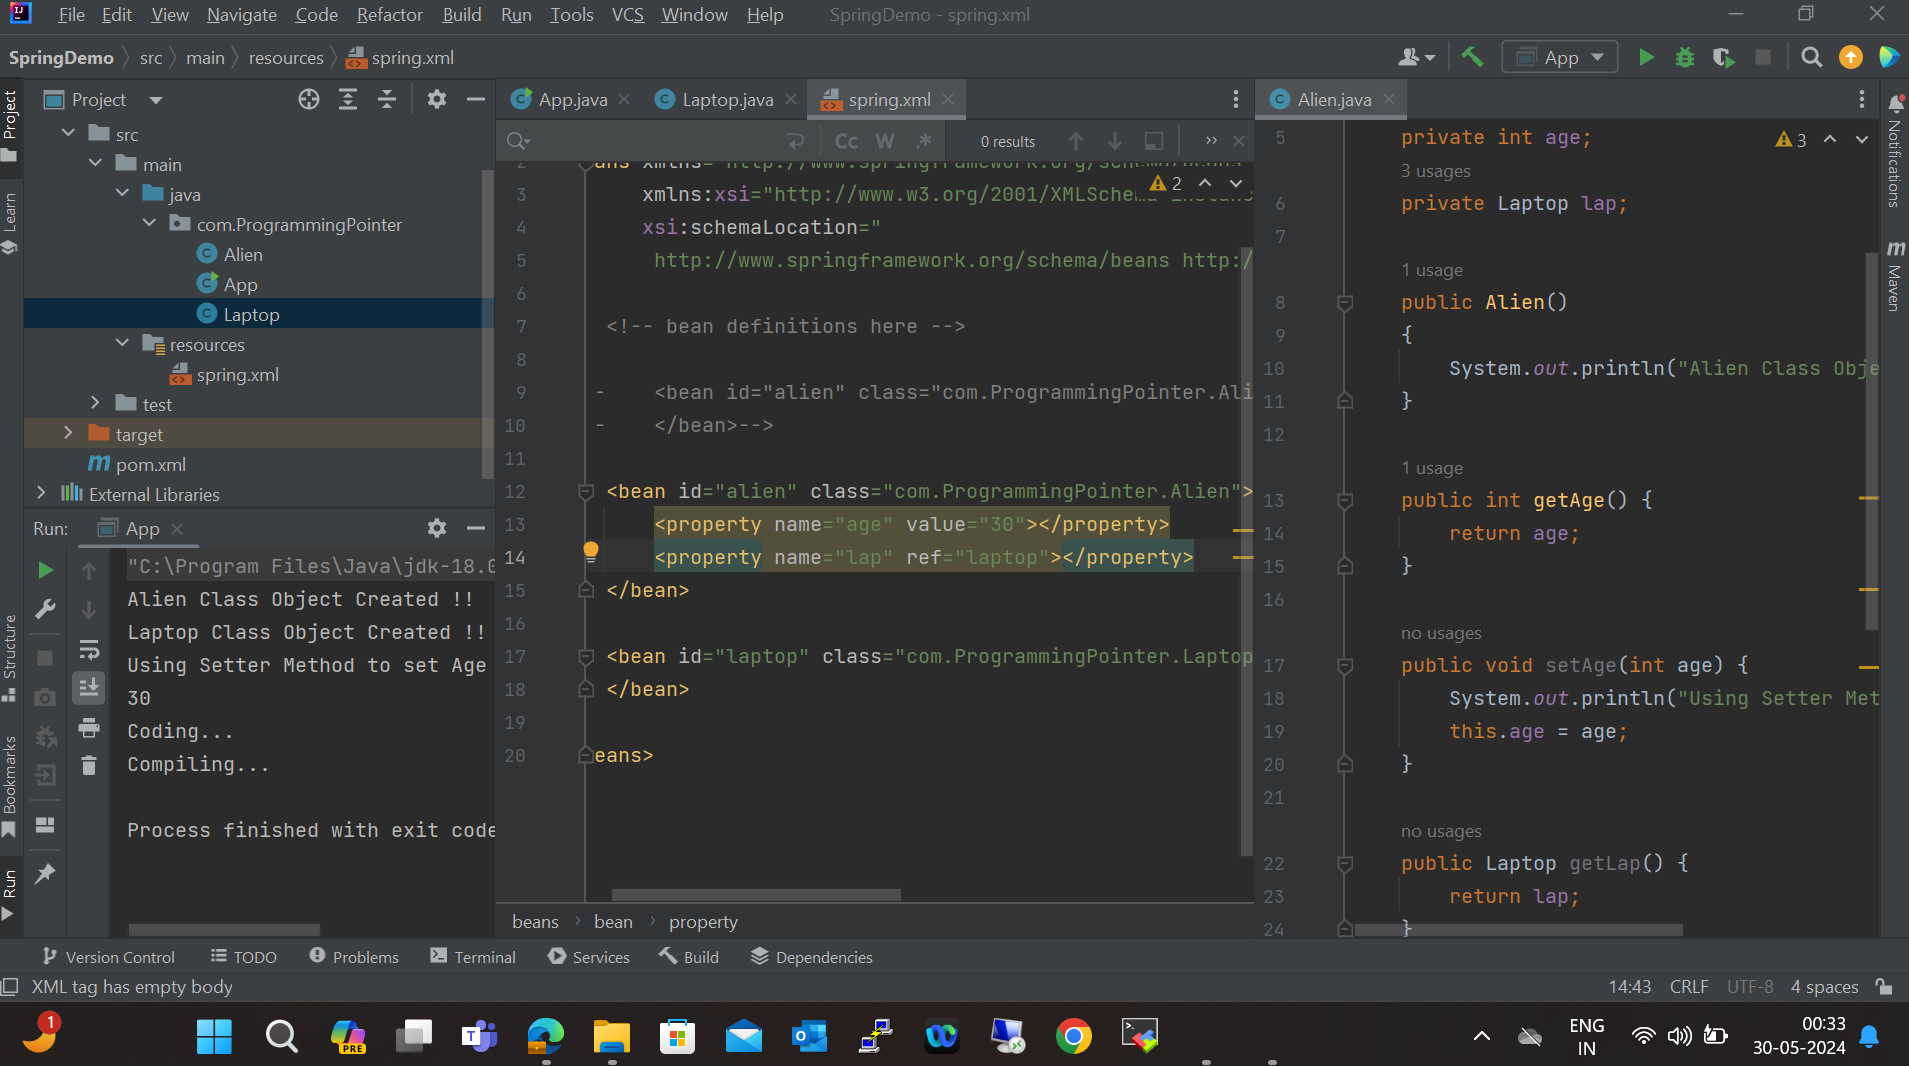 File Edit View Navigate Code Refactor Build Run Tools VCS Window Help SpringDemo - spring.xml
SpringDemo src main resources spring.xml
App
Project
src
main
java
com.ProgrammingPointer
Alien
App
Laptop
resources
spring.xml
test
target
pom.xml
External Libraries
App.java Laptop.java spring.xml
Cc W .* 0 results
2
2
3 xmlns:xsi="http://www.w3.org/2001/XMLSchema-instanc
4 xsi:schemaLocation="
5 http://www.springframework.org/schema/beans http:/
6
7 <!-- bean definitions here -->
8
9 - <bean id="alien" class="com.ProgrammingPointer.Ali
10 - </bean>-->
11
12 <bean id="alien" class="com.ProgrammingPointer.Alien">
13 <property name="age" value="30"></property>
14 <property name="lap" ref="laptop"></property>
15 </bean>
16
17 <bean id="laptop" class="com.ProgrammingPointer.Laptop
18 </bean>
19
20 eans>
beans bean property
Alien.java
3
5 private int age;
3 usages
6 private Laptop lap;
7
1 usage
8 public Alien()
9 {
10 System.out.println("Alien Class Obje
11 }
12
1 usage
13 public int getAge() {
14 return age;
15 }
16
no usages
17 public void setAge(int age) {
18 System.out.println("Using Setter Met
19 this.age = age;
20 }
21
no usages
22 public Laptop getLap() {
23 return lap;
24 }
Run: App
"C:\Program Files\Java\jdk-18.0
Alien Class Object Created !!
Laptop Class Object Created !!
Using Setter Method to set Age
30
Coding...
Compiling...
Process finished with exit code
Project
Learn
Structure
Bookmarks
Run
Notifications
m
Maven
Version Control TODO Problems Terminal Services Build Dependencies
XML tag has empty body 14:43 CRLF UTF-8 4 spaces
1
PRE
ENG
IN
00:33
30-05-2024